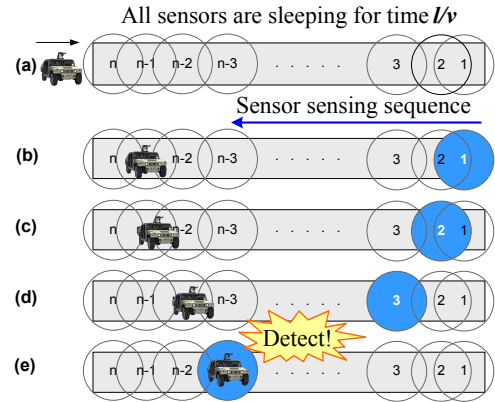 All sensors are sleeping for time l/v
(a) n n-1 n-2 n-3 . . . . . 3 2 1
Sensor sensing sequence
(b) n n-2 n-3 . . . . . 3 2 1
(c) n n-2 n-3 . . . . . 3 2 1
(d) n n-1 n-3 . . . . . 3 2 1
Detect!
(e) n n-1 n-2 . . . . . 3 2 1